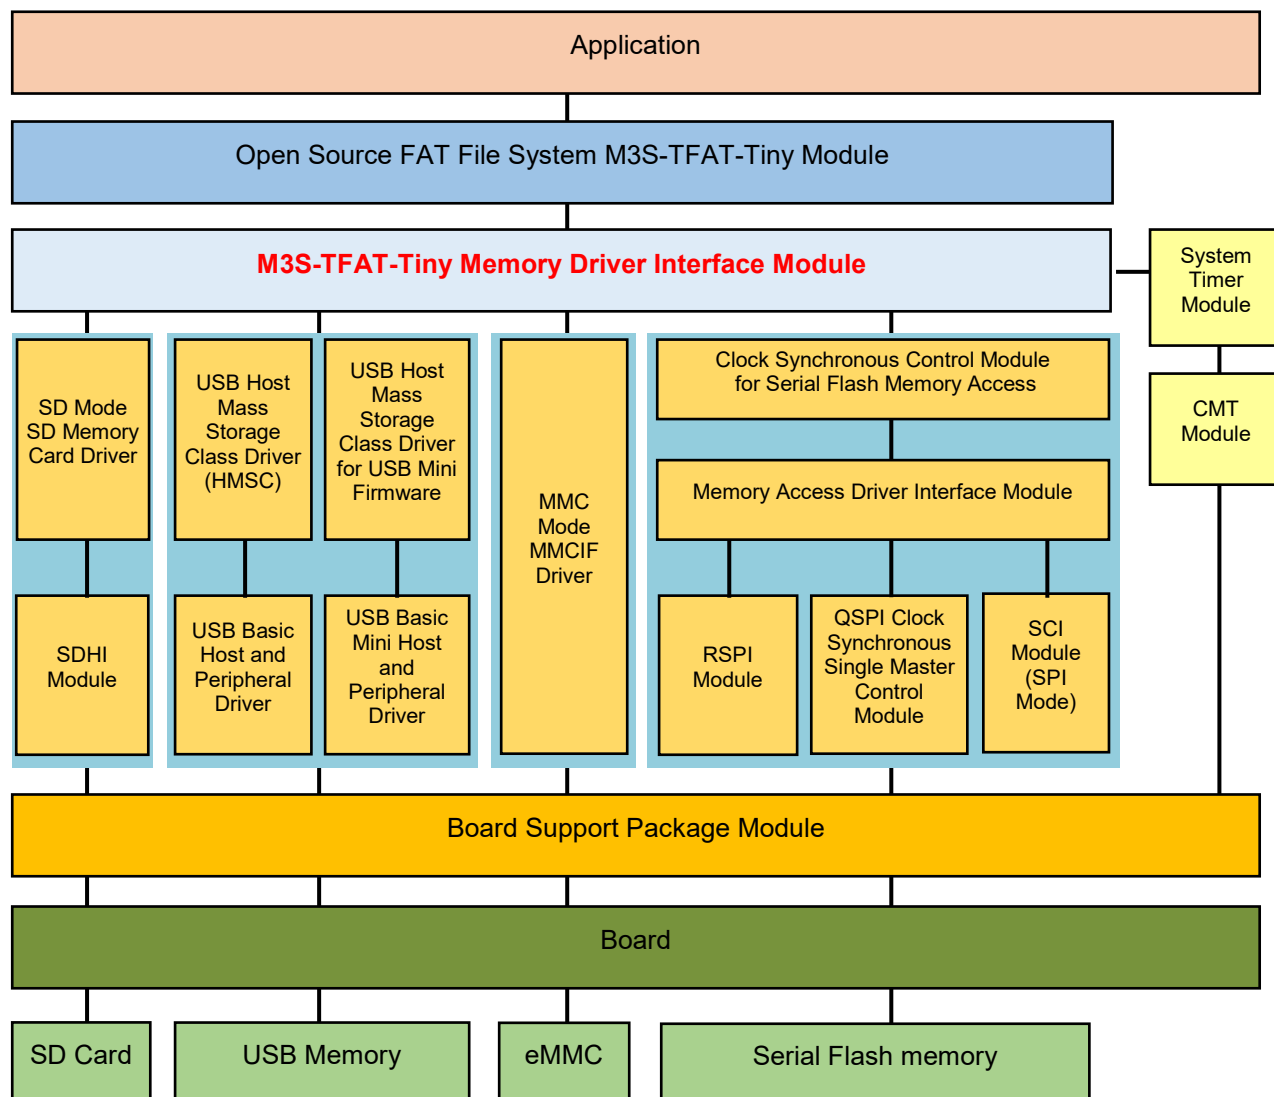 Application
Open Source FAT File System M3S-TFAT-Tiny Module
M3S-TFAT-Tiny Memory Driver Interface Module
System
Timer
Module
CMT
Module
SD Mode
SD Memory
Card Driver
USB Host
Mass
Storage
Class Driver
(HMSC)
USB Host
Mass
Storage
Class Driver
for USB Mini
Firmware
MMC
Mode
MMCIF
Driver
Clock Synchronous Control Module
for Serial Flash Memory Access
Memory Access Driver Interface Module
SDHI
Module
USB Basic
Host and
Peripheral
Driver
USB Basic
Mini Host
and
Peripheral
Driver
RSPI
Module
QSPI Clock
Synchronous
Single Master
Control
Module
SCI
Module
(SPI
Mode)
Board Support Package Module
Board
SD Card
USB Memory
eMMC
Serial Flash memory